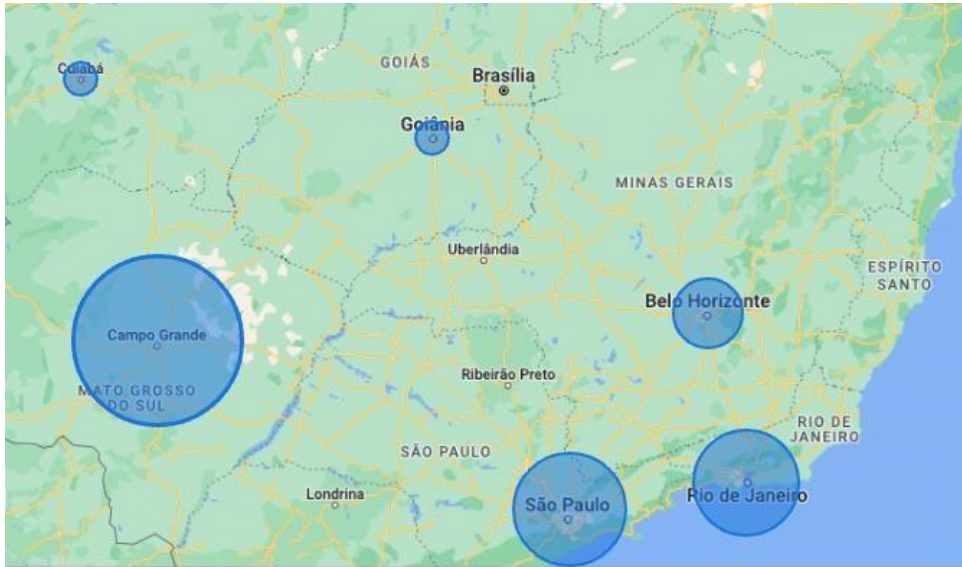 Cuiabá
GOIÁS
Brasília
Goiânia
MINAS GERAIS
Uberlândia
ESPÍRITO
SANTO
Belo Horizonte
Campo Grande
MATO GROSSO
DO SUL
Ribeirão Preto
RIO DE
JANEIRO
SÃO PAULO
Londrina
São Paulo
Rio de Janeiro